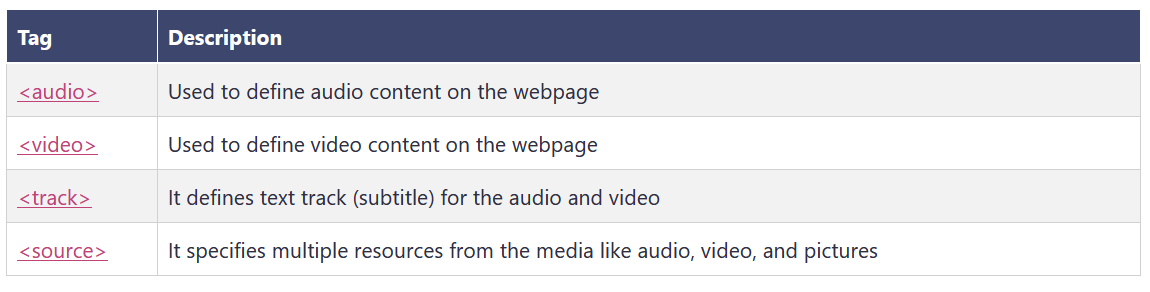 Tag Description
<audio> Used to define audio content on the webpage
<video> Used to define video content on the webpage
<track> It defines text track (subtitle) for the audio and video
<source> It specifies multiple resources from the media like audio, video, and pictures